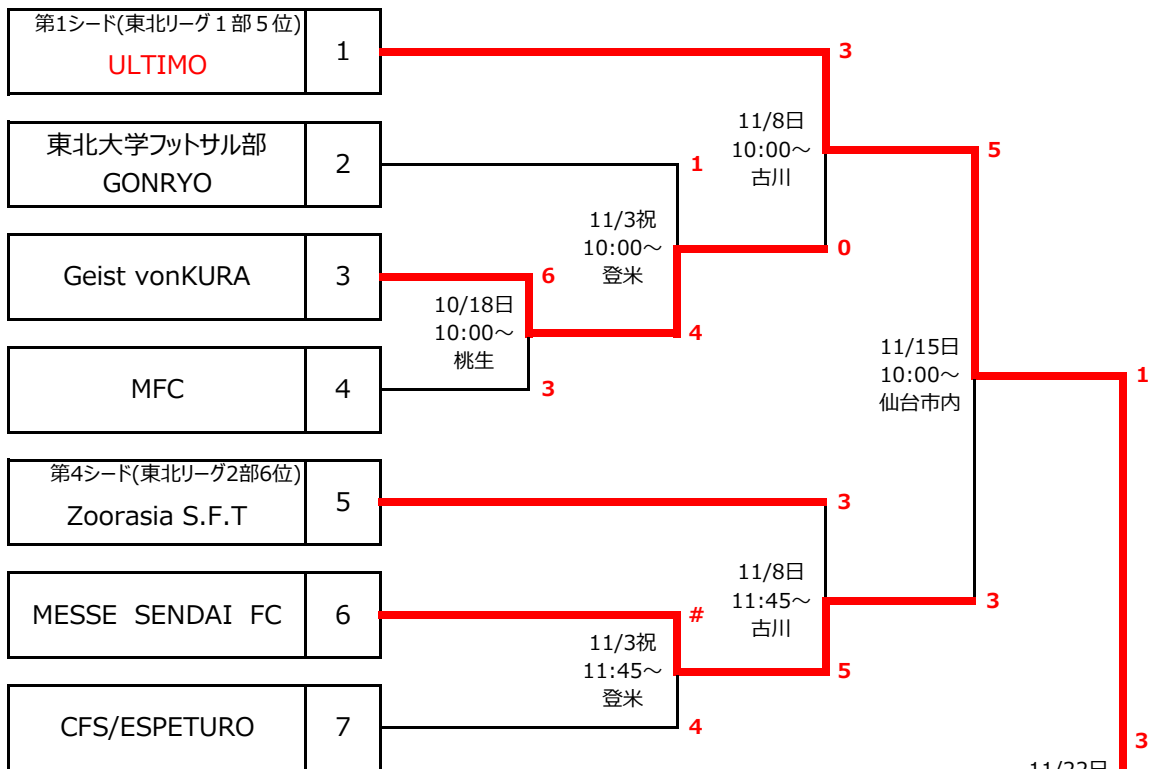 第1シード(東北リーグ１部５位)
ULTIMO
1
3
東北大学フットサル部
GONRYO
2
1
11/8日
10:00～
古川
5
11/3祝
10:00～
登米
0
Geist vonKURA
3
6
10/18日
10:00～
桃生
4
MFC
4
3
11/15日
10:00～
仙台市内
1
第4シード(東北リーグ2部6位)
Zoorasia S.F.T
5
3
MESSE SENDAI FC
6
#
11/8日
11:45～
古川
3
11/3祝
11:45～
登米
5
CFS/ESPETURO
7
4
3